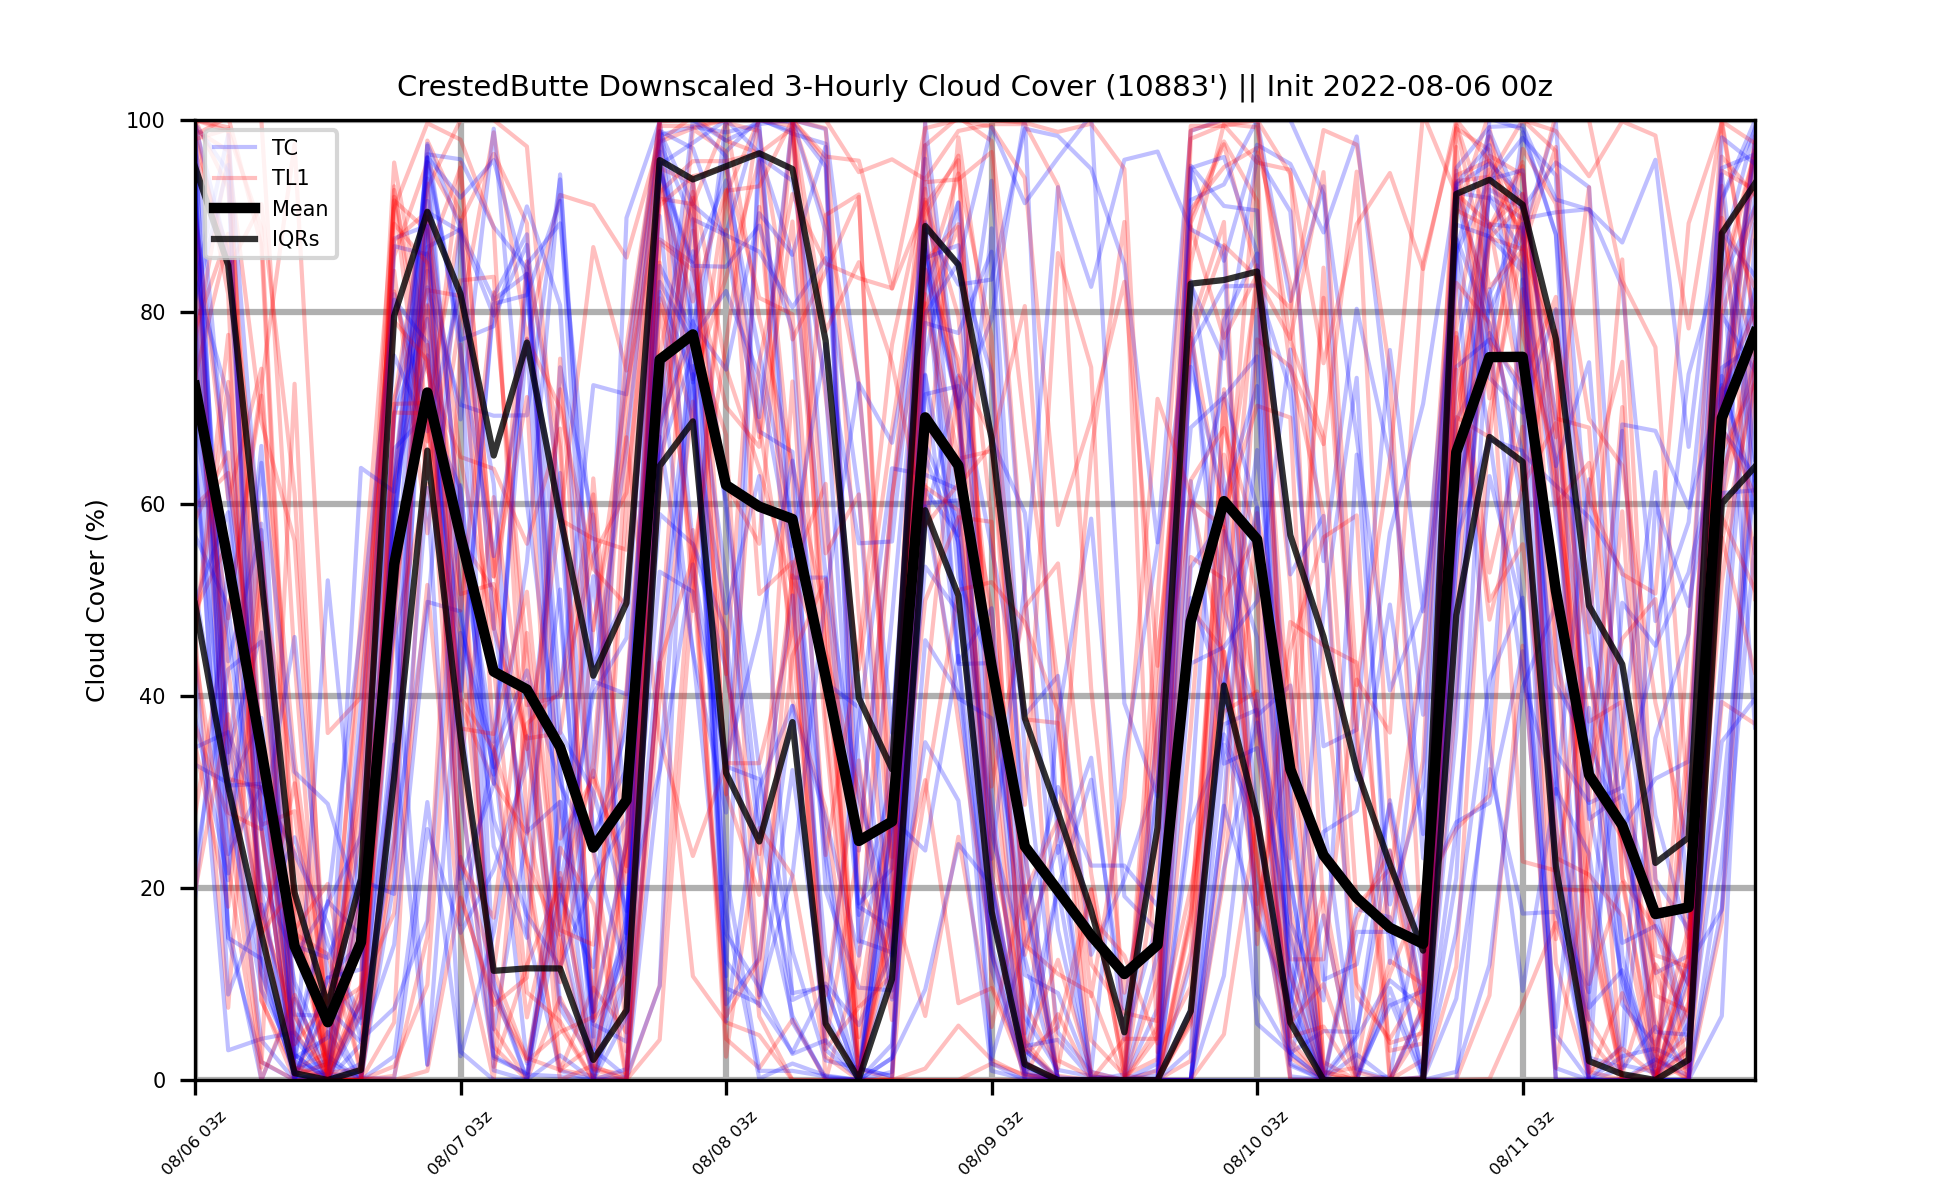 CrestedButte Downscaled 3-Hourly Cloud Cover (10883') || Init 2022-08-06 00z
TC
TL1
Mean
IQRs
Cloud Cover (%)
100
80
60
40
20
0
08/06 03z
08/07 03z
08/08 03z
08/09 03z
08/10 03z
08/11 03z